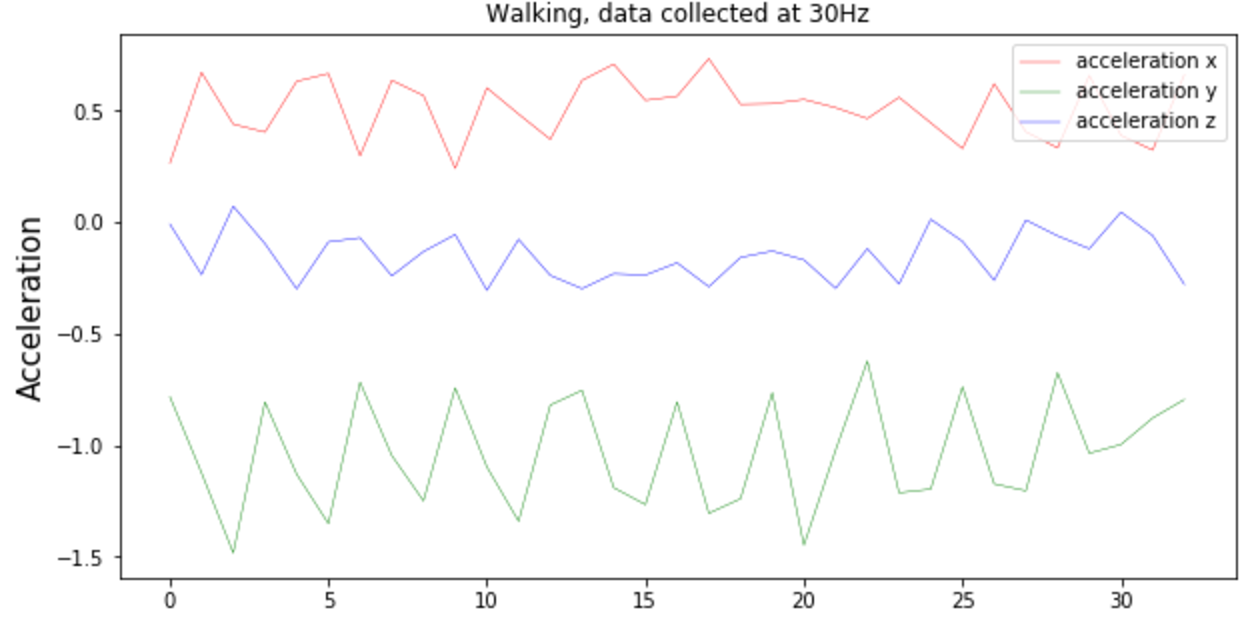 Walking, data collected at 30Hz
acceleration x
acceleration y
acceleration z
Acceleration
0.5
0.0
−0.5
−1.0
−1.5
0 5 10 15 20 25 30